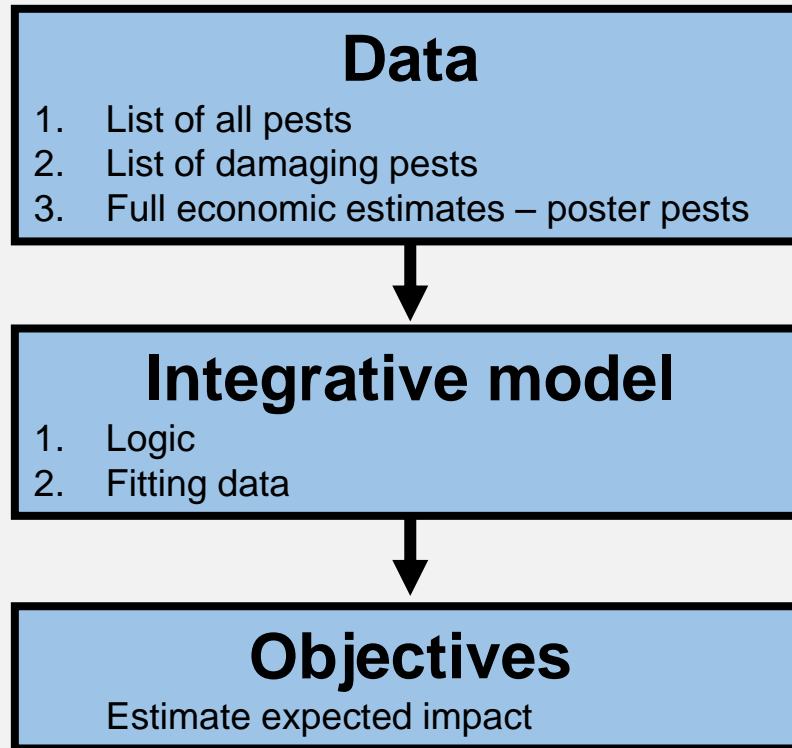 Data
1. List of all pests
2. List of damaging pests
3. Full economic estimates – poster pests
Integrative model
1. Logic
2. Fitting data
Objectives
Estimate expected impact